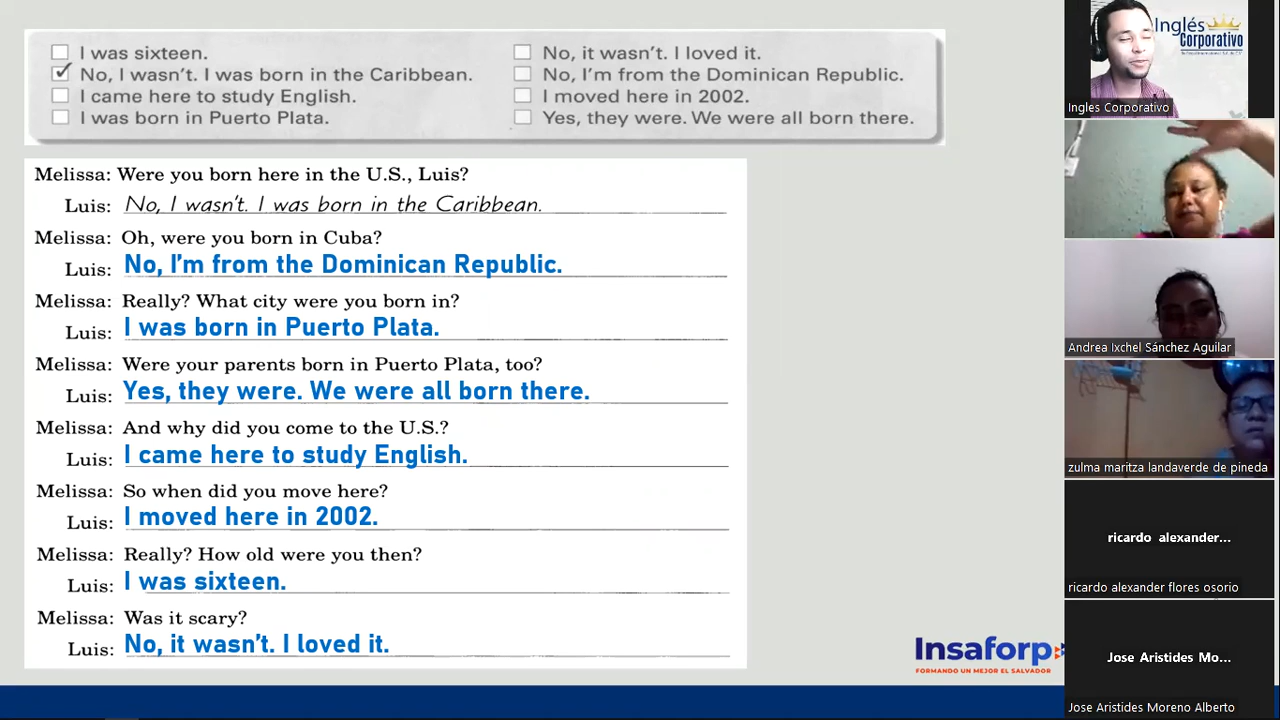 I was sixteen.
No, I wasn't. I was born in the Caribbean.
I came here to study English.
I was born in Puerto Plata.
No, it wasn't. I loved it.
No, I'm from the Dominican Republic.
I moved here in 2002.
Yes, they were. We were all born there.
Melissa: Were you born here in the U.S., Luis?
Luis: No, I wasn't. I was born in the Caribbean.
Melissa: Oh, were you born in Cuba?
Luis: No, I'm from the Dominican Republic.
Melissa: Really? What city were you born in?
Luis: I was born in Puerto Plata.
Melissa: Were your parents born in Puerto Plata, too?
Luis: Yes, they were. We were all born there.
Melissa: And why did you come to the U.S.?
Luis: I came here to study English.
Melissa: So when did you move here?
Luis: I moved here in 2002.
Melissa: Really? How old were you then?
Luis: I was sixteen.
Melissa: Was it scary?
Luis: No, it wasn't. I loved it.
Insaforp
FORMANDO UN MEJOR EL SALVADOR
Inglés
Corporativo
Ingles Corporativo
Andrea Ixchel Sánchez Aguilar
zulma maritza landaverde de pineda
ricardo alexander...
ricardo alexander flores osorio
Jose Aristides Mo...
Jose Aristides Moreno Alberto